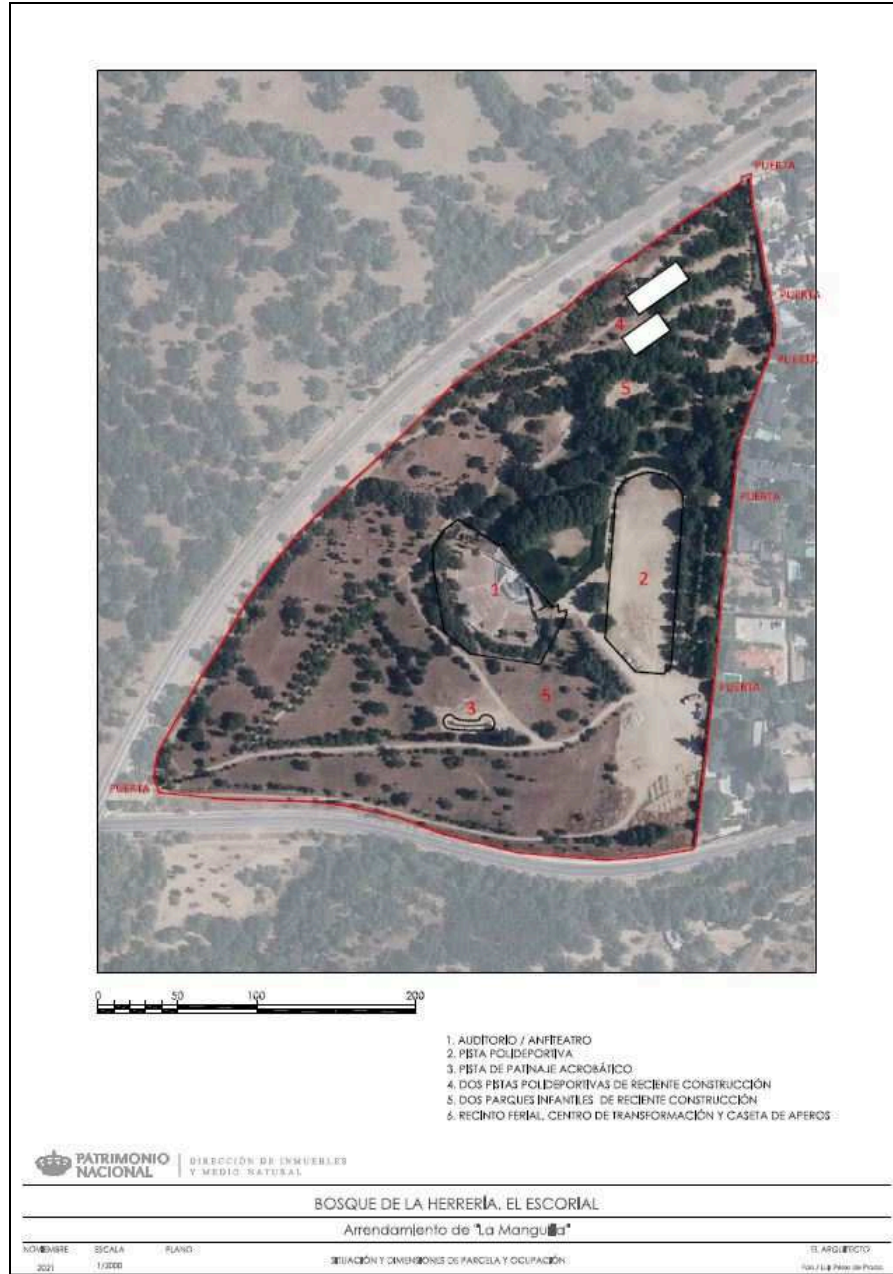 PUERTA
PUERTA
4
PUERTA
5
PUERTA
1
2
PUERTA
5
3
PUERTA
0 50 100 200
1. AUDITORIO / ANFITEATRO
2. PISTA POLIDEPORTIVA
3. PISTA DE PATINAJE ACROBÁTICO
4. DOS PISTAS POLIDEPORTIVAS DE RECIENTE CONSTRUCCIÓN
5. DOS PARQUES INFANTILES DE RECIENTE CONSTRUCCIÓN
6. RECINTO FERIAL, CENTRO DE TRANSFORMACIÓN Y CASETA DE APEROS
PATRIMONIO NACIONAL
DIRECCIÓN DE INMUEBLES
Y MEDIO NATURAL
BOSQUE DE LA HERRERÍA. EL ESCORIAL
Arrendamiento de "La Manguilla"
NOVIEMBRE ESCALA PLANO
SITUACIÓN Y DIMENSIONES DE PARCELA Y OCUPACIÓN
EL ARQUITECTO
2021 1/2000